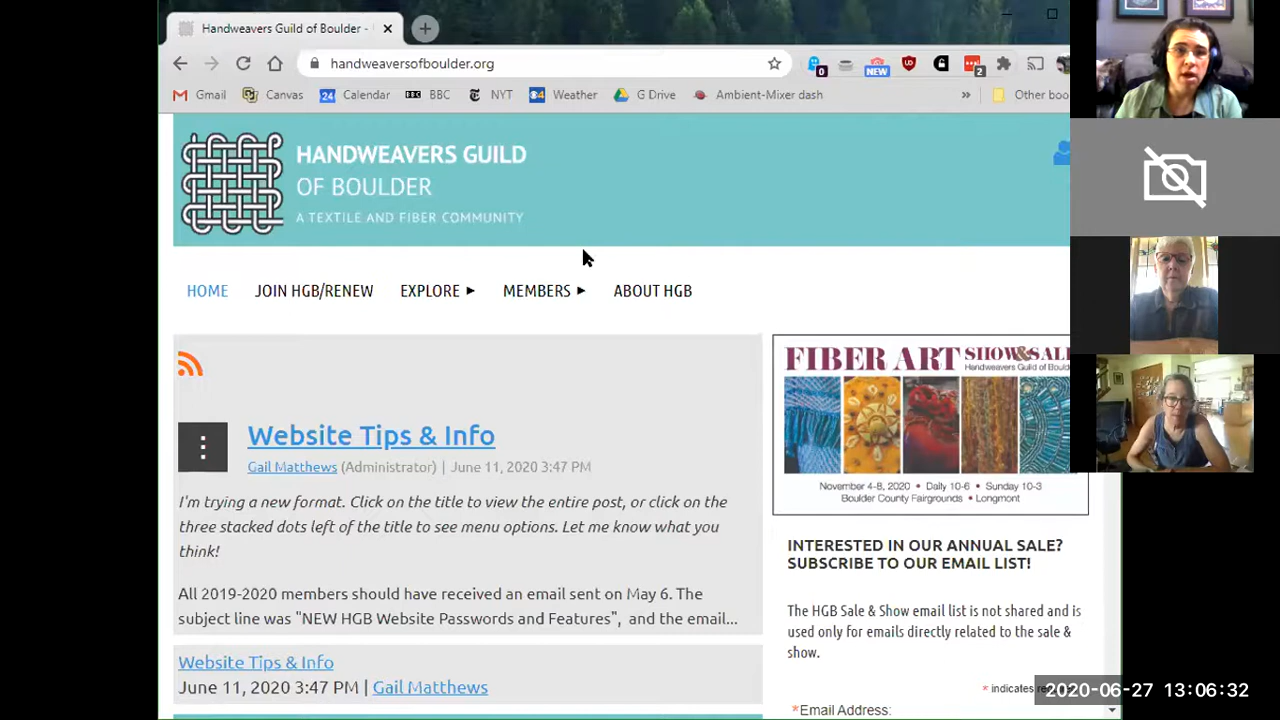 Handweavers Guild of Boulder -
handweaversofboulder.org
0
NEW
2
Gmail
Canvas
24 Calendar
BBC
NYT
Weather
G Drive
Ambient-Mixer dash
»
Other boo
HANDWEAVERS GUILD
OF BOULDER
A TEXTILE AND FIBER COMMUNITY
HOME
JOIN HGB/RENEW
EXPLORE
MEMBERS
ABOUT HGB
Website Tips & Info
Gail Matthews (Administrator) | June 11, 2020 3:47 PM
I'm trying a new format. Click on the title to view the entire post, or click on the
three stacked dots left of the title to see menu options. Let me know what you
think!
All 2019-2020 members should have received an email sent on May 6. The
subject line was "NEW HGB Website Passwords and Features", and the email...
Website Tips & Info
June 11, 2020 3:47 PM | Gail Matthews
FIBER ART SHOW & SALE
Handweavers Guild of Boul
November 4-8, 2020 • Daily 10-6 • Sunday 10-3
Boulder County Fairgrounds • Longmont
INTERESTED IN OUR ANNUAL SALE?
SUBSCRIBE TO OUR EMAIL LIST!
The HGB Sale & Show email list is not shared and is
used only for emails directly related to the sale &
show.
* indicates re
*Email Address:
2020-06-27 13:06:32